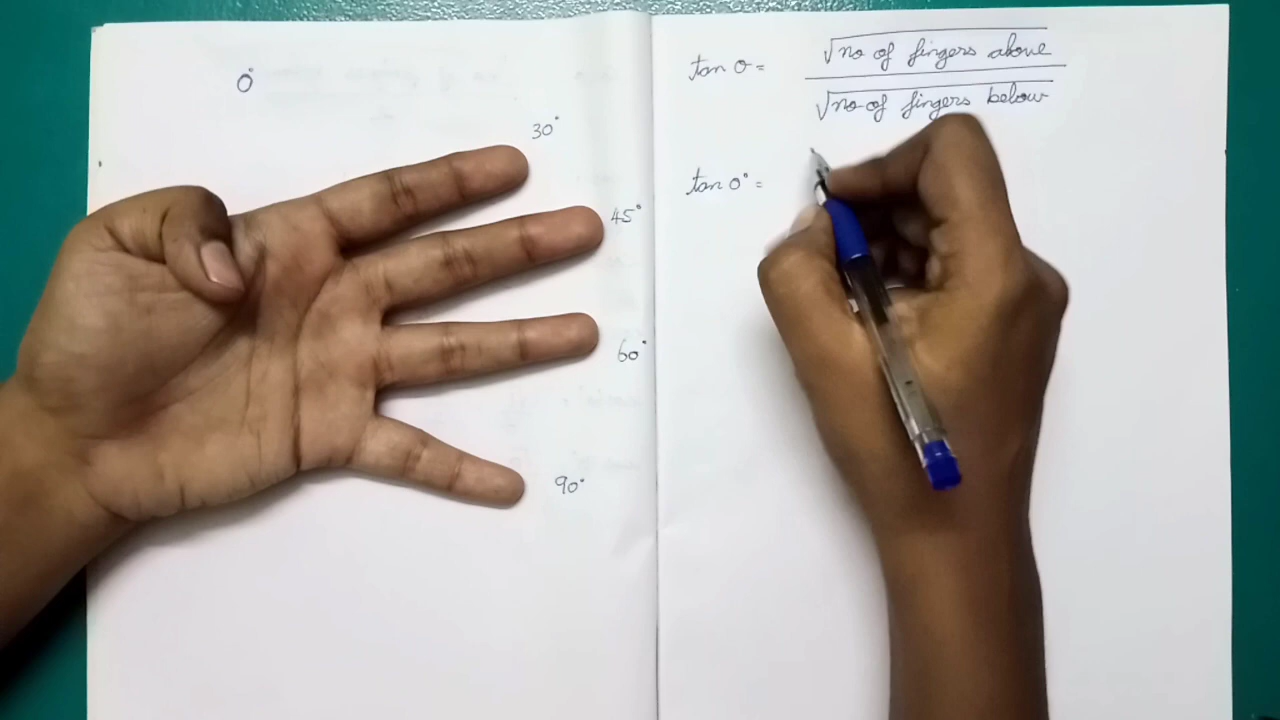 0°
30°
45°
60°
90°
tan θ = √no of fingers above
√no of fingers below
tan 0° =